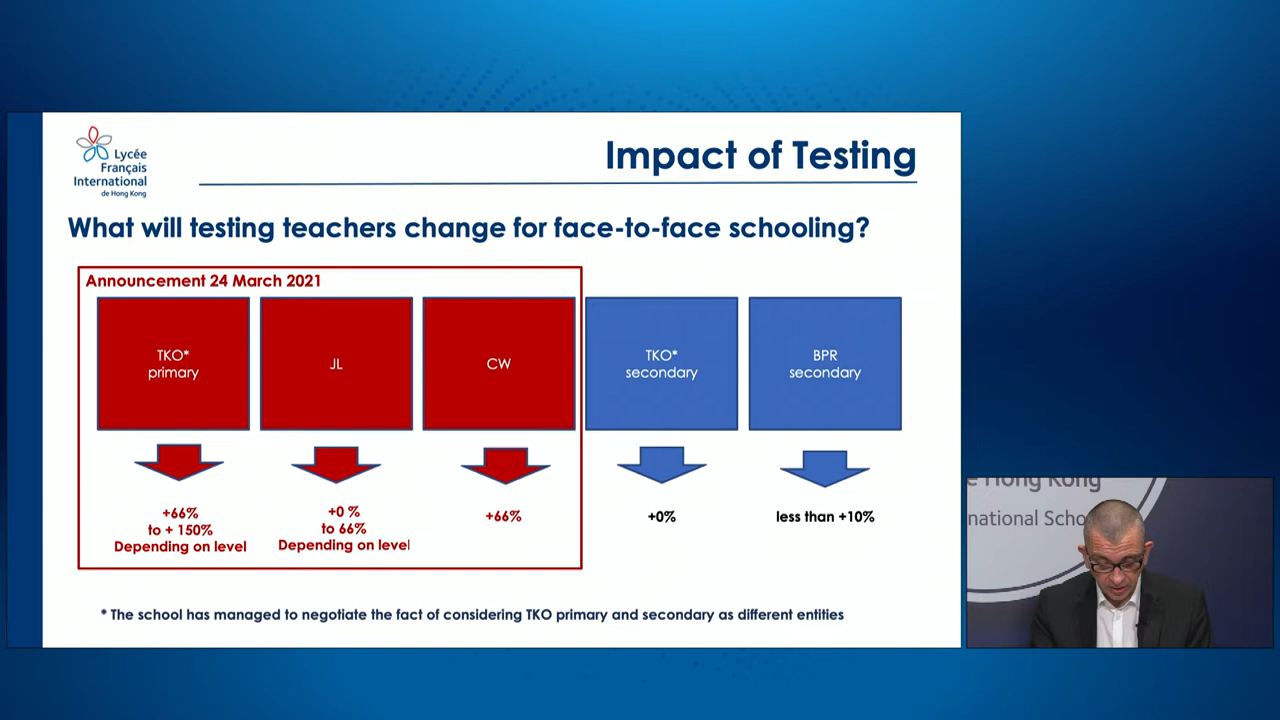 Lycée
Français
International
de Hong Kong
Impact of Testing
What will testing teachers change for face-to-face schooling?
Announcement 24 March 2021
TKO*
primary
JL
CW
TKO*
secondary
BPR
secondary
+66%
to + 150%
Depending on level
+0 %
to 66%
Depending on level
+66%
+0%
less than +10%
* The school has managed to negotiate the fact of considering TKO primary and secondary as different entities
Hong Kong
national Scho